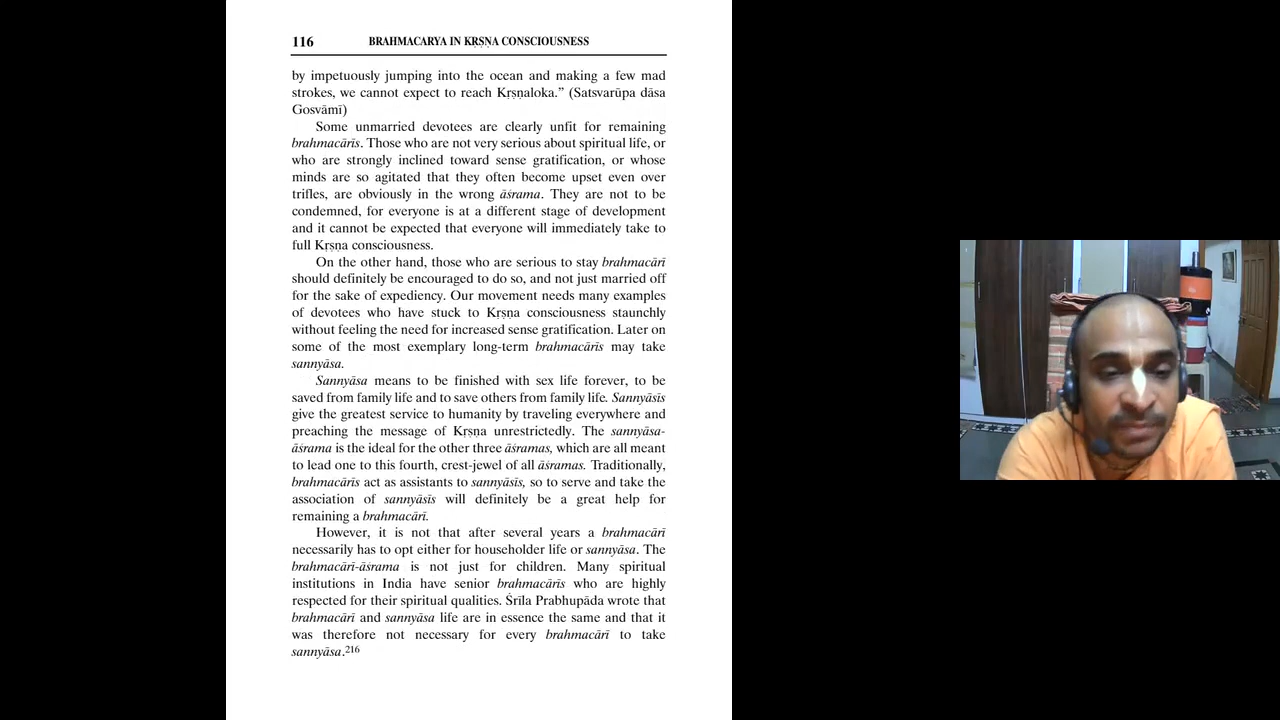 116 BRAHMACARYA IN KṚṢṆA CONSCIOUSNESS
by impetuously jumping into the ocean and making a few mad
strokes, we cannot expect to reach Kṛṣṇaloka.” (Satsvarūpa dāsa
Gosvāmī)
Some unmarried devotees are clearly unfit for remaining
brahmacārīs. Those who are not very serious about spiritual life, or
who are strongly inclined toward sense gratification, or whose
minds are so agitated that they often become upset even over
trifles, are obviously in the wrong āśrama. They are not to be
condemned, for everyone is at a different stage of development
and it cannot be expected that everyone will immediately take to
full Kṛṣṇa consciousness.
On the other hand, those who are serious to stay brahmacārī
should definitely be encouraged to do so, and not just married off
for the sake of expediency. Our movement needs many examples
of devotees who have stuck to Kṛṣṇa consciousness staunchly
without feeling the need for increased sense gratification. Later on
some of the most exemplary long-term brahmacārīs may take
sannyāsa.
Sannyāsa means to be finished with sex life forever, to be
saved from family life and to save others from family life. Sannyāsīs
give the greatest service to humanity by traveling everywhere and
preaching the message of Kṛṣṇa unrestrictedly. The sannyāsa-
āśrama is the ideal for the other three āśramas, which are all meant
to lead one to this fourth, crest-jewel of all āśramas. Traditionally,
brahmacārīs act as assistants to sannyāsīs, so to serve and take the
association of sannyāsīs will definitely be a great help for
remaining a brahmacārī.
However, it is not that after several years a brahmacārī
necessarily has to opt either for householder life or sannyāsa. The
brahmacārī-āśrama is not just for children. Many spiritual
institutions in India have senior brahmacārīs who are highly
respected for their spiritual qualities. Śrīla Prabhupāda wrote that
brahmacārī and sannyāsa life are in essence the same and that it
was therefore not necessary for every brahmacārī to take
sannyāsa.216